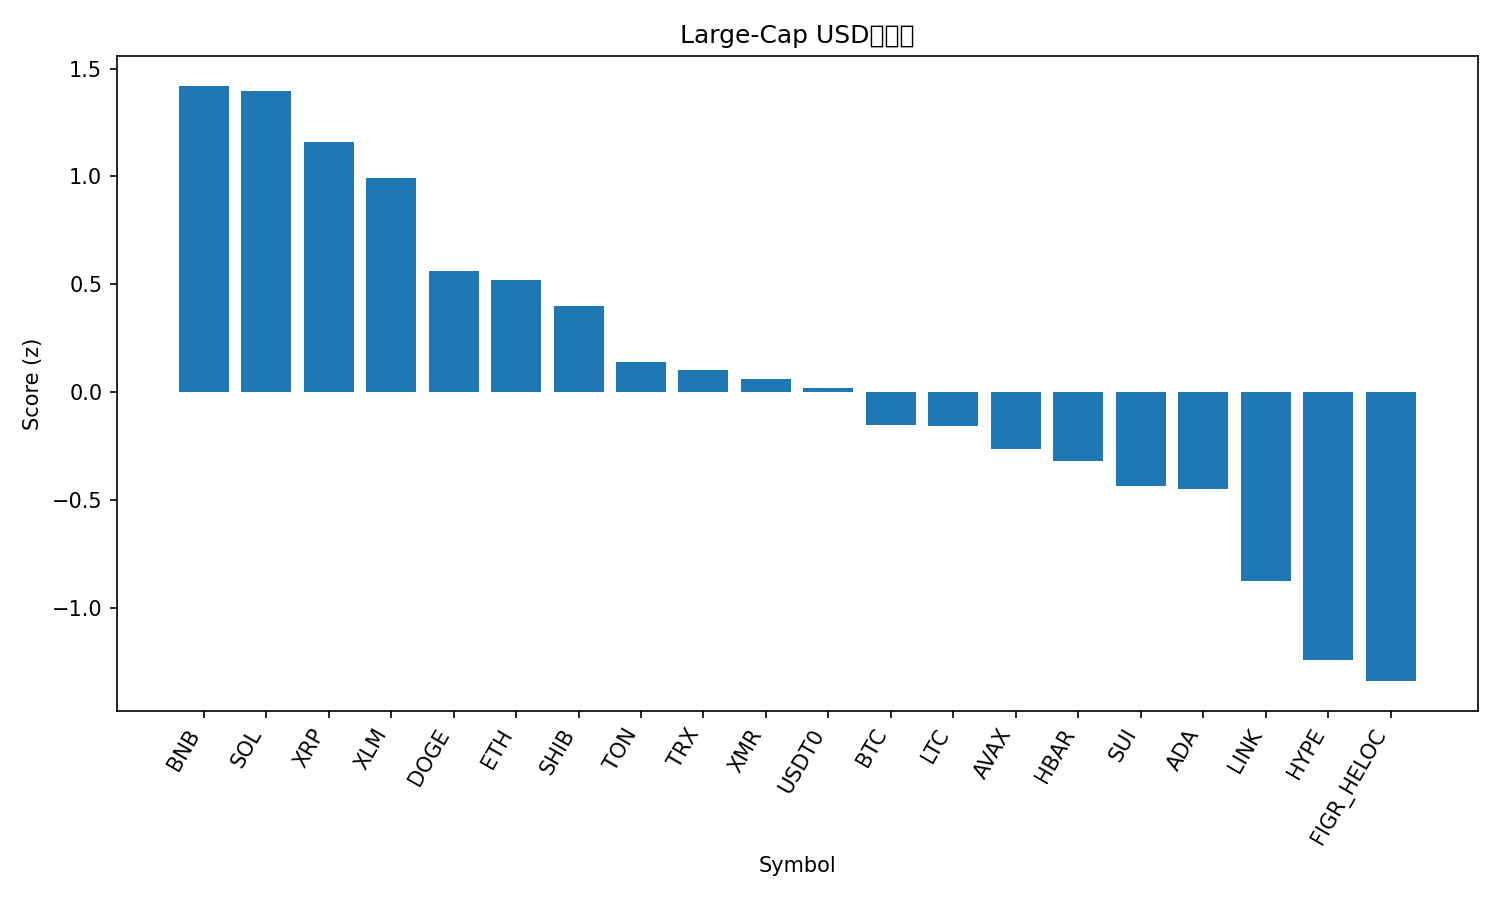 Large-Cap USD
1.5
1.0
0.5
0.0
−0.5
−1.0
Score (z)
BNB
SOL
XRP
XLM
DOGE
ETH
SHIB
TON
TRX
XMR
USDT0
BTC
LTC
AVAX
HBAR
SUI
ADA
LINK
HYPE
FIGR_HELOC
Symbol